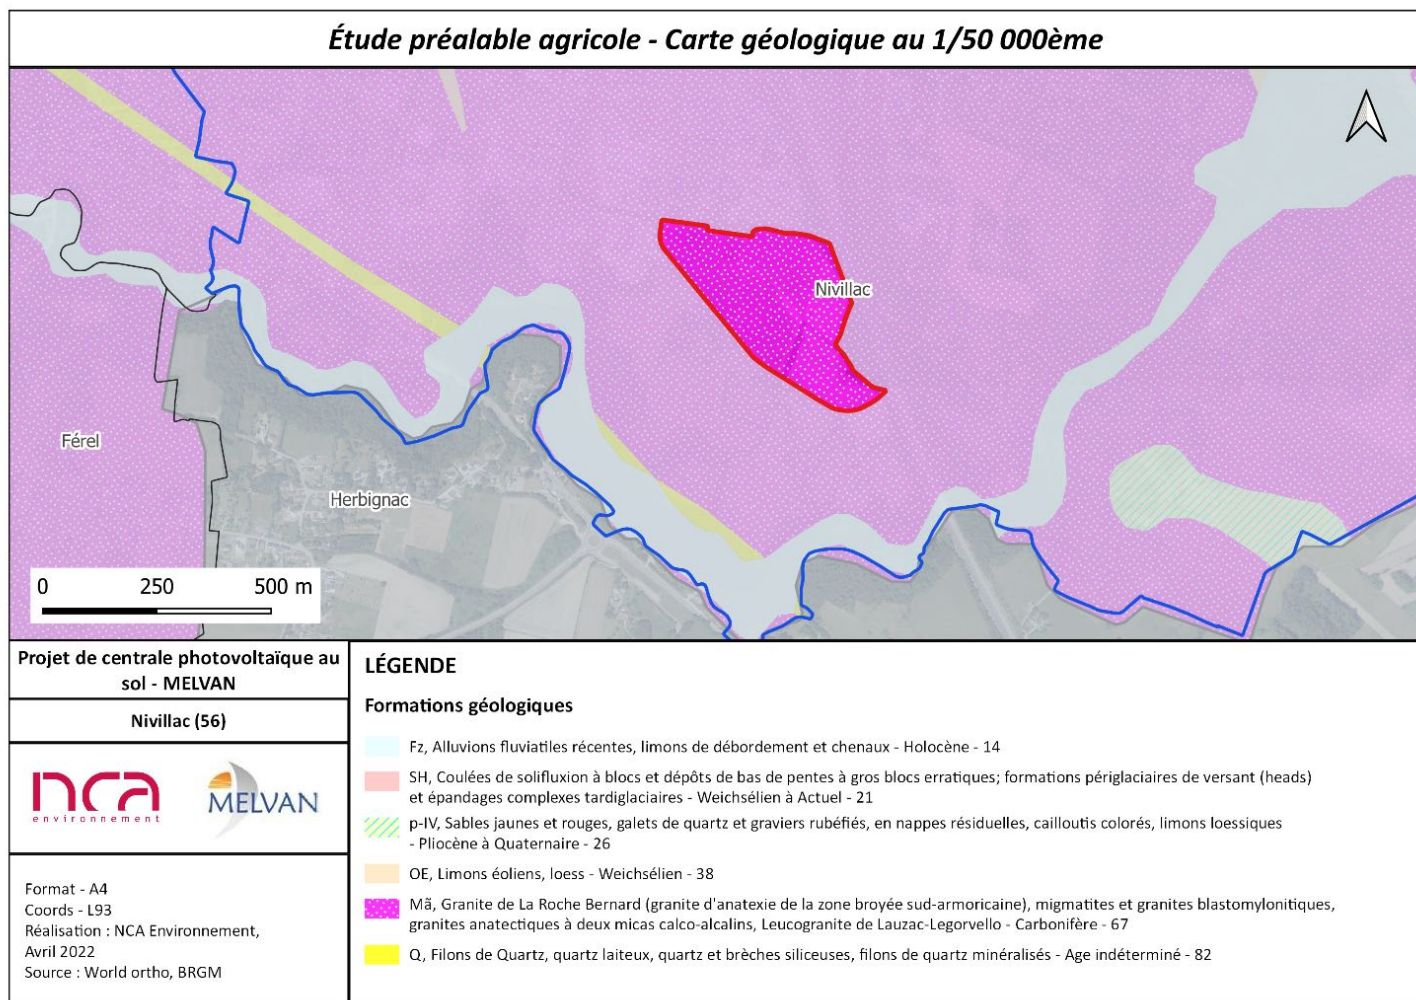 Étude préalable agricole - Carte géologique au 1/50 000ème
Nivillac
Férel
Herbignac
0 250 500 m
Projet de centrale photovoltaïque au
sol - MELVAN
Nivillac (56)
nca
environnement
MELVAN
Format - A4
Coords - L93
Réalisation : NCA Environnement,
Avril 2022
Source : World ortho, BRGM
LÉGENDE
Formations géologiques
Fz, Alluvions fluviatiles récentes, limons de débordement et chenaux - Holocène - 14
SH, Coulées de solifluxion à blocs et dépôts de bas de pentes à gros blocs erratiques; formations périglaciaires de versant (heads)
et épandages complexes tardiglaciaires - Weichsélien à Actuel - 21
p-IV, Sables jaunes et rouges, galets de quartz et graviers rubéfiés, en nappes résiduelles, cailloutis colorés, limons loessiques
- Pliocène à Quaternaire - 26
OE, Limons éoliens, loess - Weichsélien - 38
Mã, Granite de La Roche Bernard (granite d'anatexie de la zone broyée sud-armoricaine), migmatites et granites blastomylonitiques,
granites anatectiques à deux micas calco-alcalins, Leucogranite de Lauzac-Legorvello - Carbonifère - 67
Q, Filons de Quartz, quartz laiteux, quartz et brèches siliceuses, filons de quartz minéralisés - Age indéterminé - 82